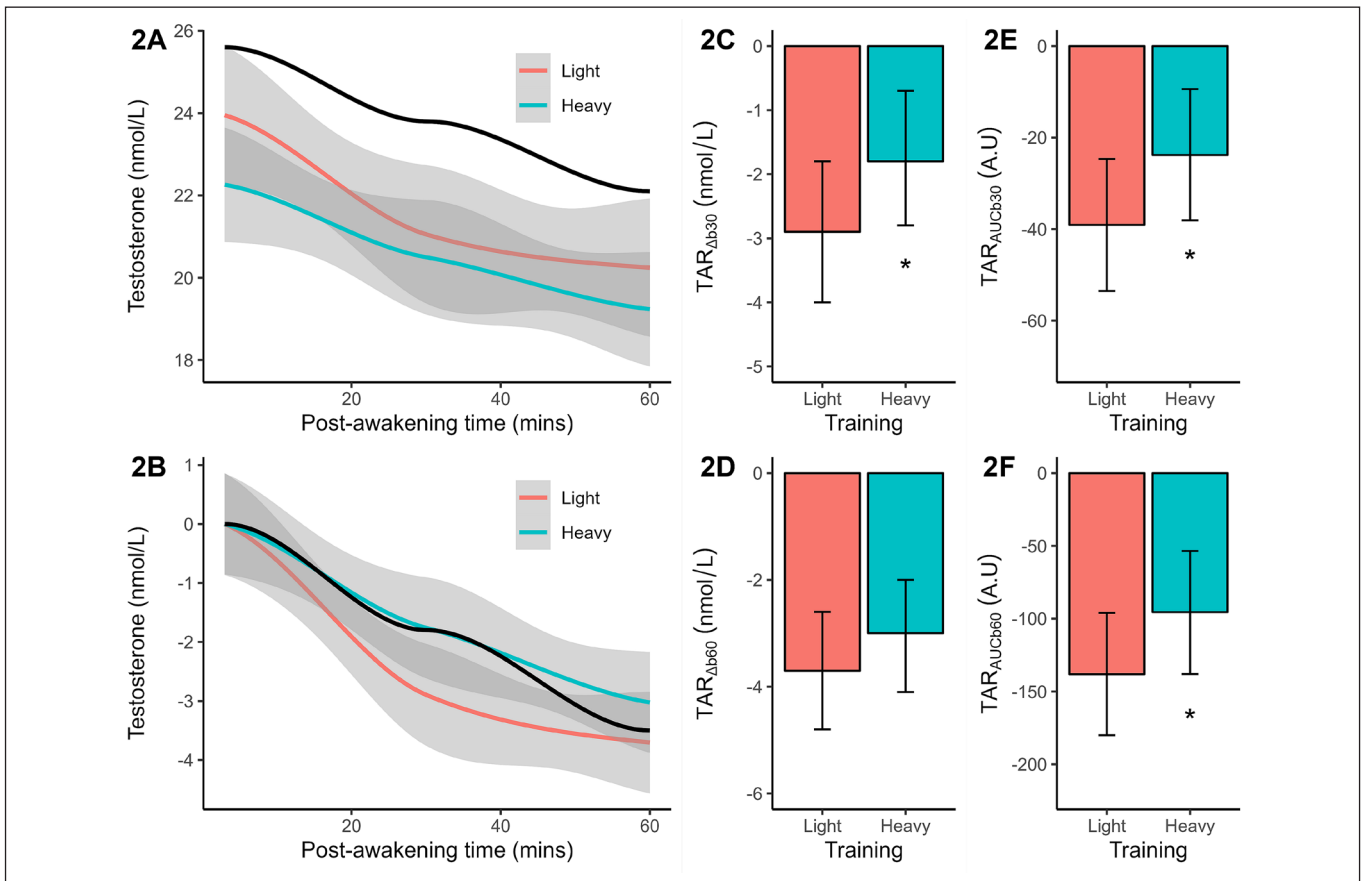 2A
Testosterone (nmol/L)
26
24
22
20
18
Light
Heavy
20
40
60
Post-awakening time (mins)
2C
TARΔb30 (nmol/L)
0
-1
-2
-3
-4
-5
*
Light
Heavy
Training
2E
TARAUCb30 (A.U)
0
-20
-40
-60
*
Light
Heavy
Training
2B
Testosterone (nmol/L)
1
0
-1
-2
-3
-4
Light
Heavy
20
40
60
Post-awakening time (mins)
2D
TARΔb60 (nmol/L)
0
-2
-4
-6
Light
Heavy
Training
2F
TARAUCb60 (A.U)
0
-50
-100
-150
-200
*
Light
Heavy
Training